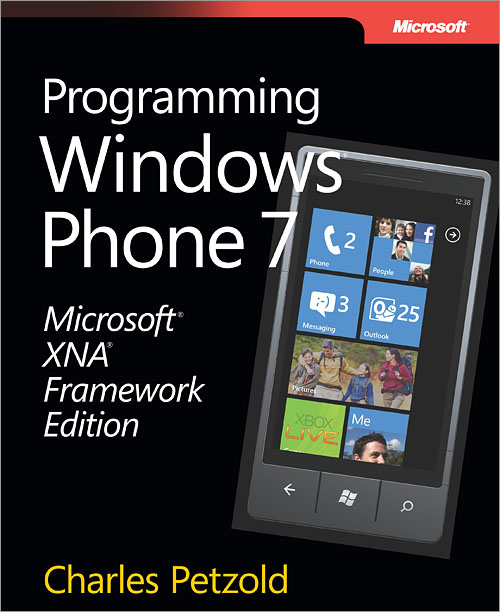 Microsoft
Programming
Windows
Phone 7
Microsoft®
XNA®
Framework
Edition
12:38
2
Phone
f
People
3
Messaging
25
Outlook
Pictures
XBOX
LIVE
Me
Charles Petzold